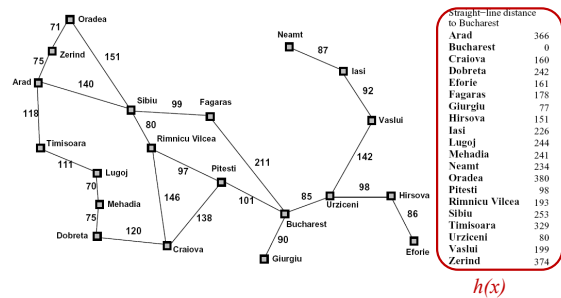 Oradea
71
Neamt
Zerind
87
151
75
Iasi
Arad
140
92
Sibiu
Fagaras
99
118
Vaslui
80
Rimnicu Vilcea
Timisoara
142
111
211
Lugoj
97
Pitesti
70
98
146
85
Hirsova
Mehadia
101
Urziceni
138
86
75
Bucharest
120
Dobreta
90
Craiova
Eforie
Giurgiu
Straight−line distance
to Bucharest
Arad 366
Bucharest 0
Craiova 160
Dobreta 242
Eforie 161
Fagaras 178
Giurgiu 77
Hirsova 151
Iasi 226
Lugoj 244
Mehadia 241
Neamt 234
Oradea 380
Pitesti 98
Rimnicu Vilcea 193
Sibiu 253
Timisoara 329
Urziceni 80
Vaslui 199
Zerind 374
h(x)